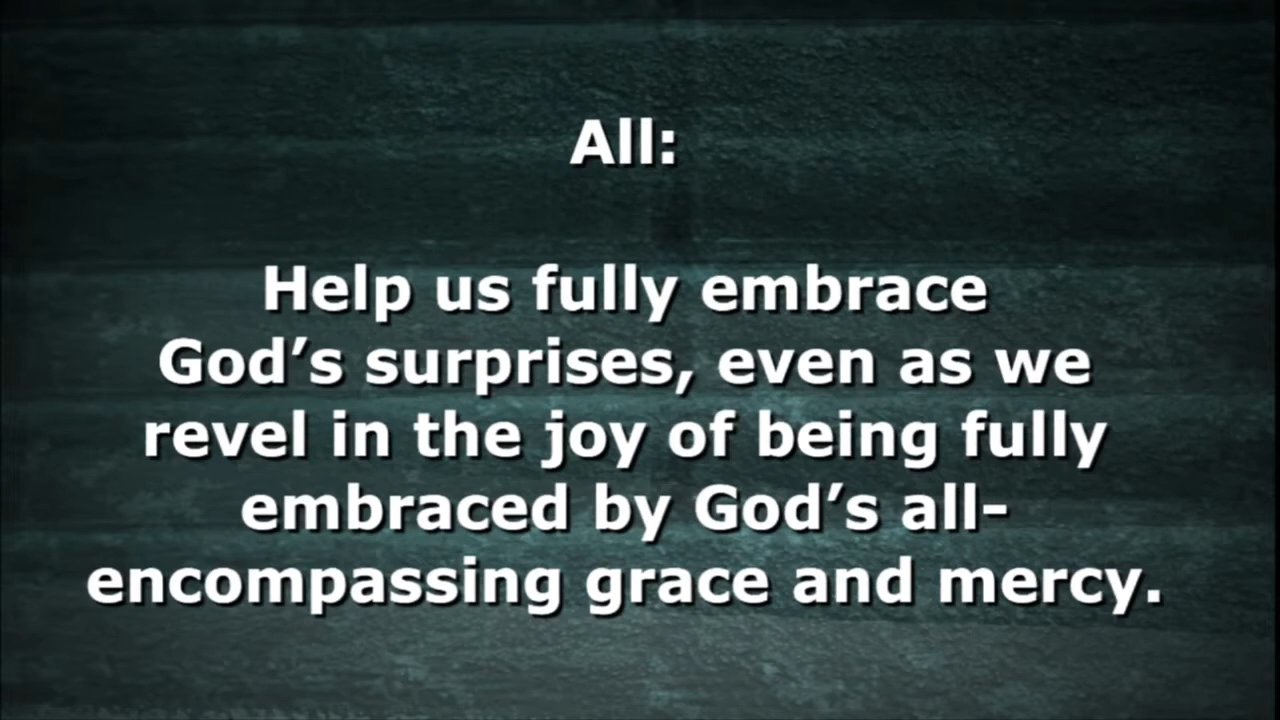 All:
Help us fully embrace
God’s surprises, even as we
revel in the joy of being fully
embraced by God’s all-
encompassing grace and mercy.